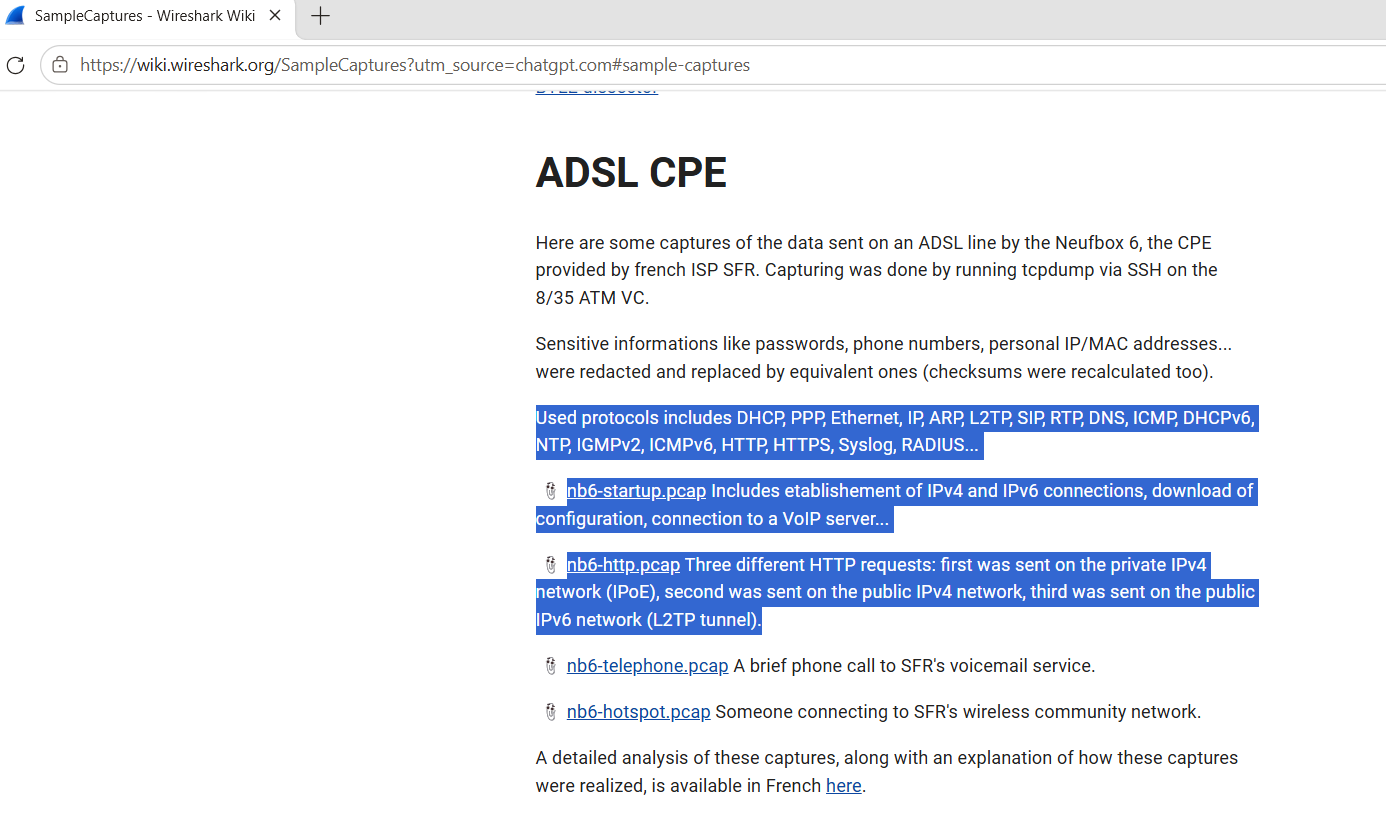 SampleCaptures - Wireshark Wiki
https://wiki.wireshark.org/SampleCaptures?utm_source=chatgpt.com#sample-captures
ADSL CPE
Here are some captures of the data sent on an ADSL line by the Neufbox 6, the CPE
provided by french ISP SFR. Capturing was done by running tcpdump via SSH on the
8/35 ATM VC.
Sensitive informations like passwords, phone numbers, personal IP/MAC addresses...
were redacted and replaced by equivalent ones (checksums were recalculated too).
Used protocols includes DHCP, PPP, Ethernet, IP, ARP, L2TP, SIP, RTP, DNS, ICMP, DHCPv6,
NTP, IGMPv2, ICMPv6, HTTP, HTTPS, Syslog, RADIUS...
nb6-startup.pcap Includes etablishement of IPv4 and IPv6 connections, download of
configuration, connection to a VoIP server...
nb6-http.pcap Three different HTTP requests: first was sent on the private IPv4
network (IPoE), second was sent on the public IPv4 network, third was sent on the public
IPv6 network (L2TP tunnel).
nb6-telephone.pcap A brief phone call to SFR's voicemail service.
nb6-hotspot.pcap Someone connecting to SFR's wireless community network.
A detailed analysis of these captures, along with an explanation of how these captures
were realized, is available in French here.